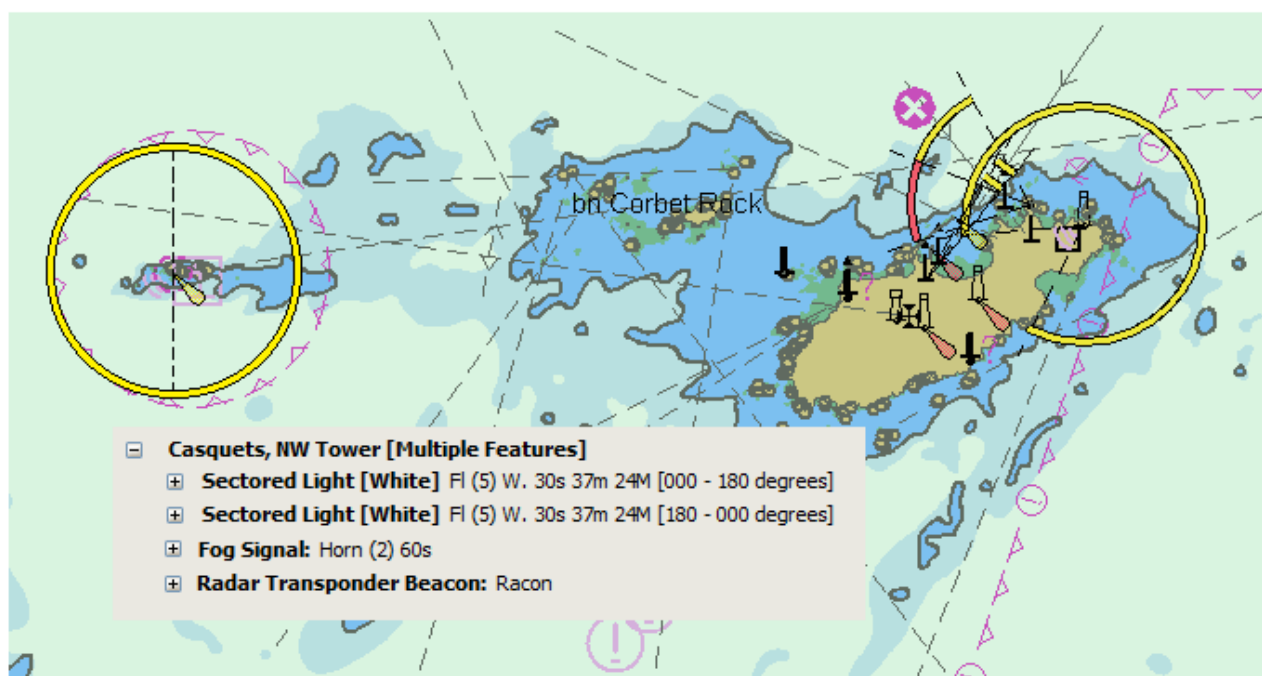 bn Corbet Rock
Casquets, NW Tower [Multiple Features]
Sectored Light [White] Fl (5) W. 30s 37m 24M [000 - 180 degrees]
Sectored Light [White] Fl (5) W. 30s 37m 24M [180 - 000 degrees]
Fog Signal: Horn (2) 60s
Radar Transponder Beacon: Racon